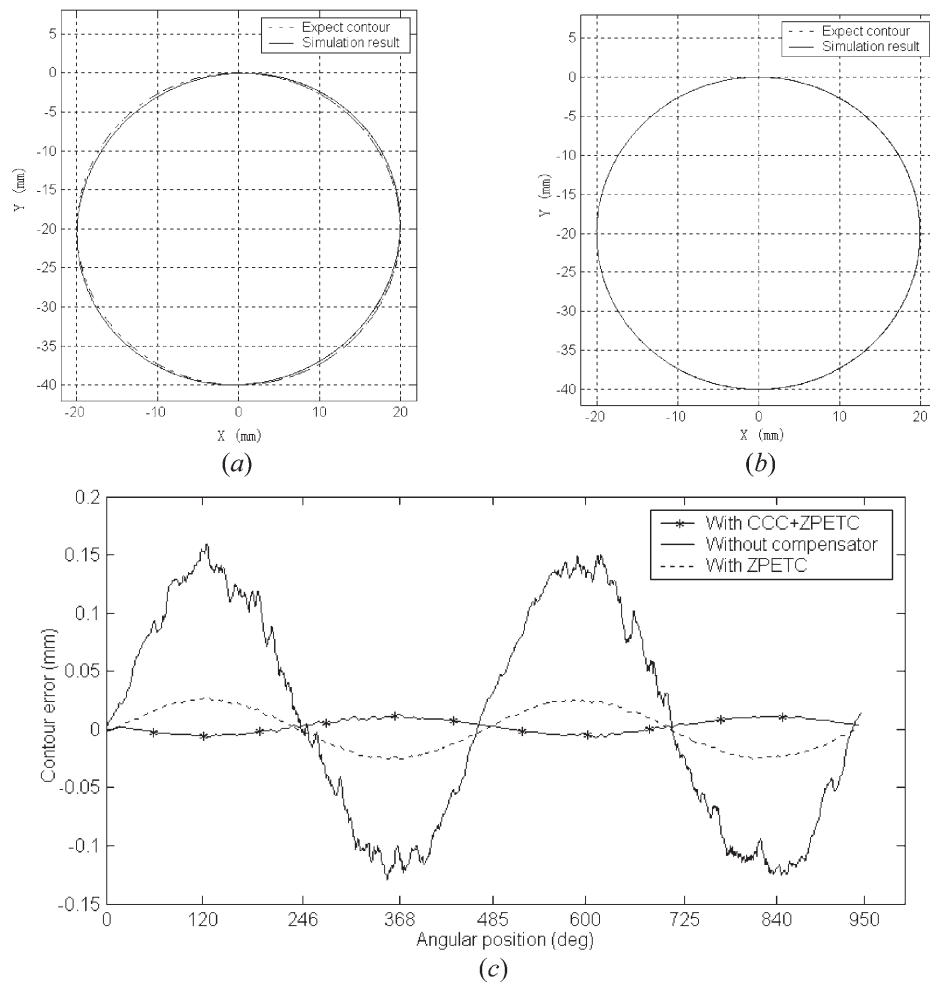 Expect contour
Simulation result
5
0
-5
-10
-15
-20
-25
-30
-35
-40
Y (mm)
-20
-10
0
10
20
X (mm)
(a)
Expect contour
Simulation result
5
0
-5
-10
-15
-20
-25
-30
-35
-40
Y (mm)
-20
-10
0
10
20
X (mm)
(b)
With CCC+ZPETC
Without compensator
With ZPETC
0.2
0.15
0.1
0.05
0
-0.05
-0.1
-0.15
Contour error (mm)
0
120
246
368
485
600
725
840
950
Angular position (deg)
(c)